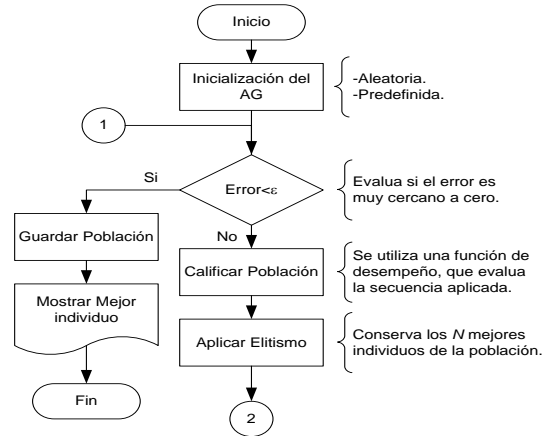 Inicio
Inicialización del
AG
-Aleatoria.
-Predefinida.
1
Si
Error<ε
Evalua si el error es
muy cercano a cero.
Guardar Población
No
Calificar Población
Se utiliza una función de
desempeño, que evalua
la secuencia aplicada.
Mostrar Mejor
individuo
Aplicar Elitismo
Conserva los N mejores
individuos de la población.
Fin
2